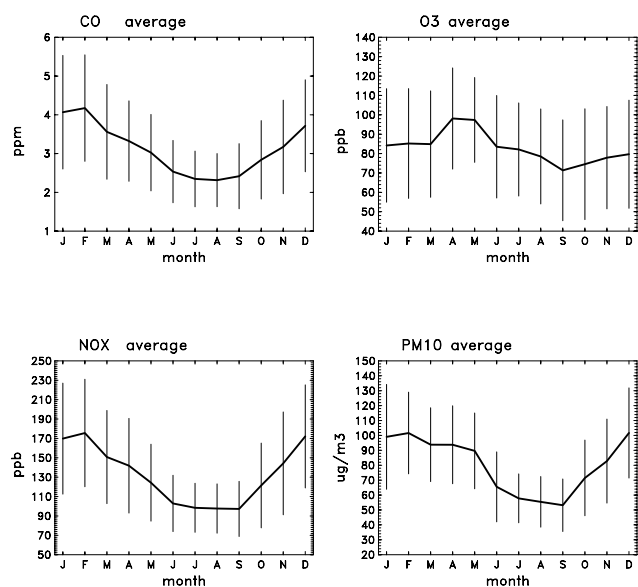 CO average
6
5
4
3
2
1
ppm
J F M A M J J A S O N D
month
O3 average
140
130
120
110
100
90
80
70
60
50
40
ppb
J F M A M J J A S O N D
month
NOX average
250
230
210
190
170
150
130
110
90
70
50
ppb
J F M A M J J A S O N D
month
PM10 average
150
140
130
120
110
100
90
80
70
60
50
40
30
20
ug/m3
J F M A M J J A S O N D
month